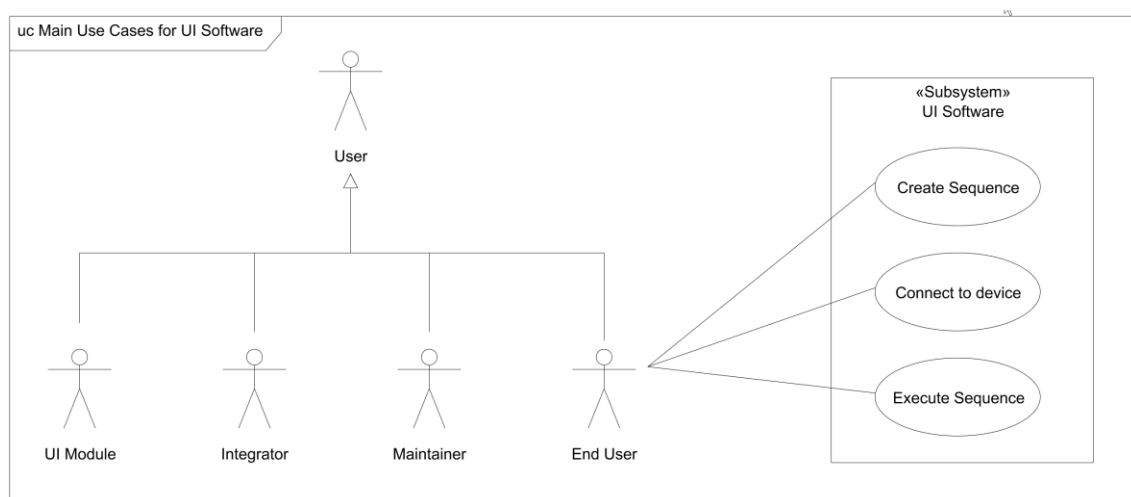 uc Main Use Cases for UI Software
«Subsystem»
UI Software
User
Create Sequence
Connect to device
Execute Sequence
UI Module
Integrator
Maintainer
End User